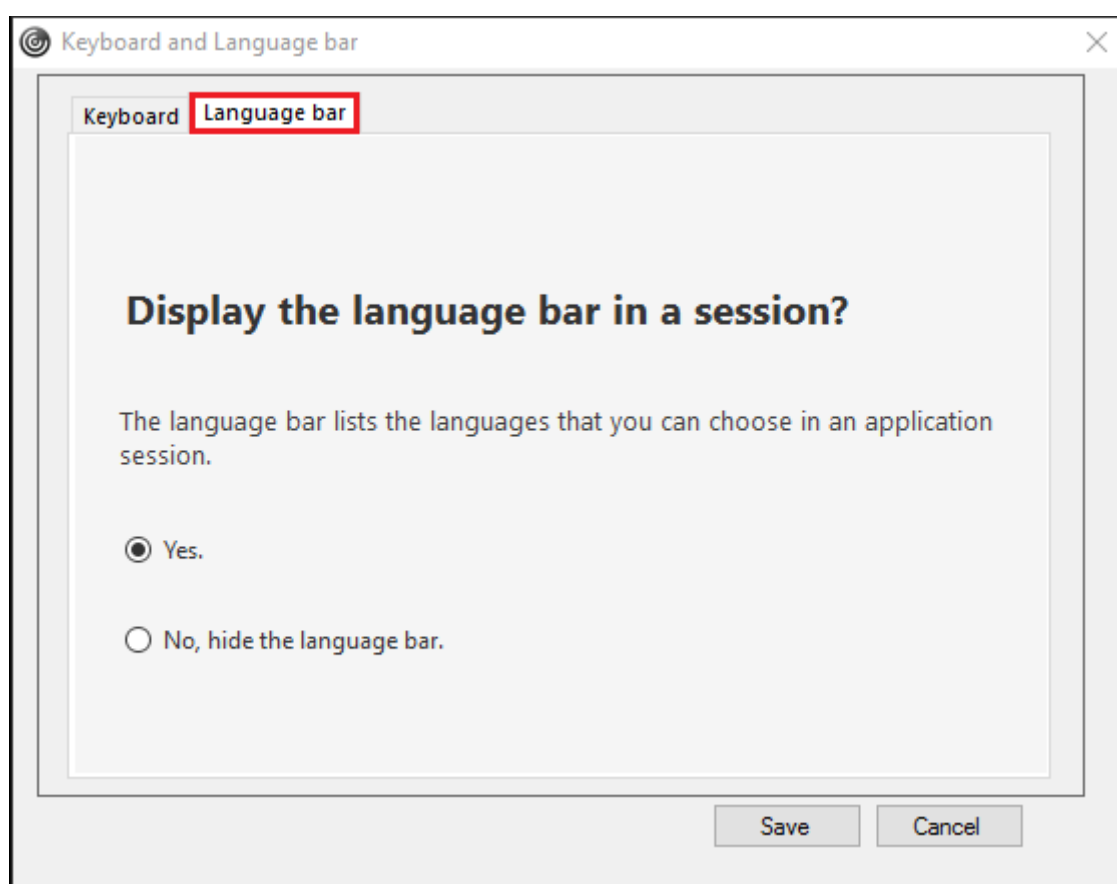 Keyboard and Language bar
Keyboard
Language bar
Display the language bar in a session?
The language bar lists the languages that you can choose in an application
session.
Yes.
No, hide the language bar.
Save
Cancel